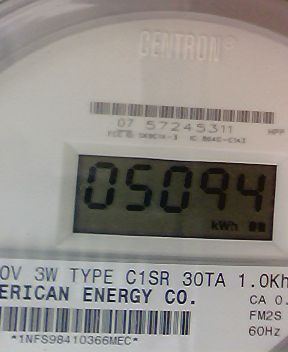 CENTRON®
07 57245311
HPP
05094
kWh
0V 3W TYPE C1SR 30TA 1.0Kh
ERICAN ENERGY CO.
CA 0.
FM2S
60Hz
*1NFS98410366MEC*